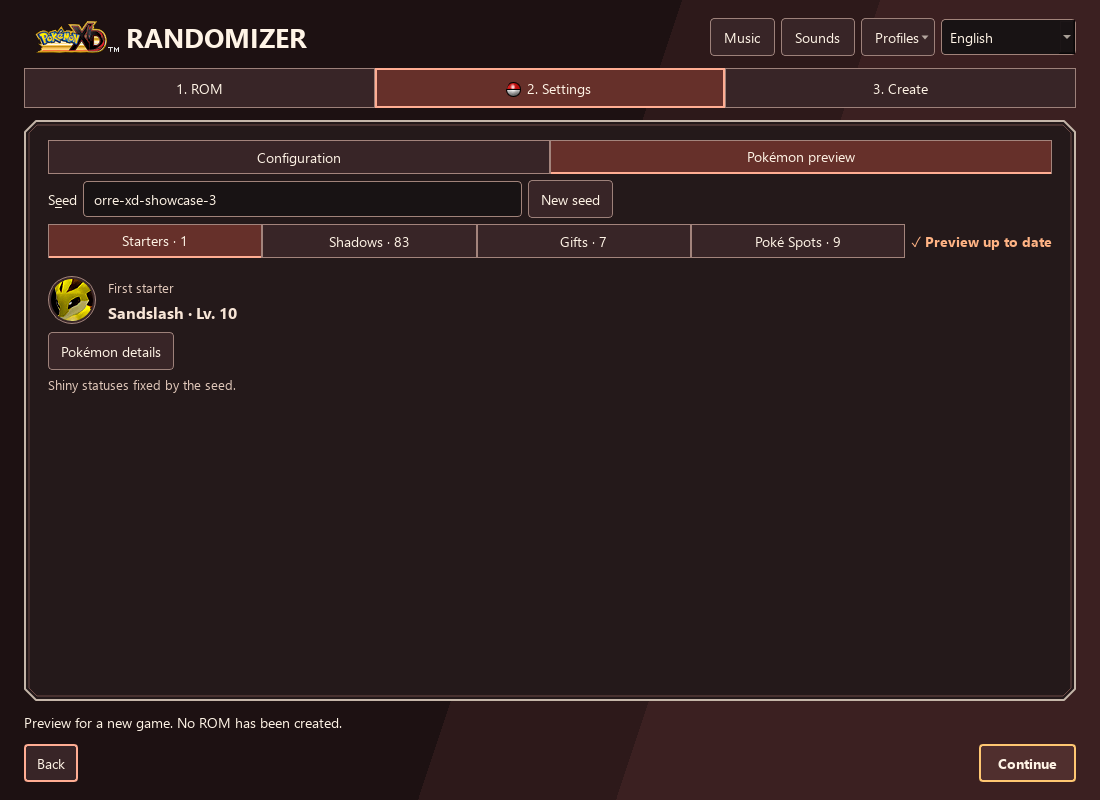 Pokémon XD™ RANDOMIZER
Music
Sounds
Profiles
English
1. ROM
2. Settings
3. Create
Configuration
Pokémon preview
Seed
orre-xd-showcase-3
New seed
Starters · 1
Shadows · 83
Gifts · 7
Poké Spots · 9
✓ Preview up to date
First starter
Sandslash · Lv. 10
Pokémon details
Shiny statuses fixed by the seed.
Preview for a new game. No ROM has been created.
Back
Continue